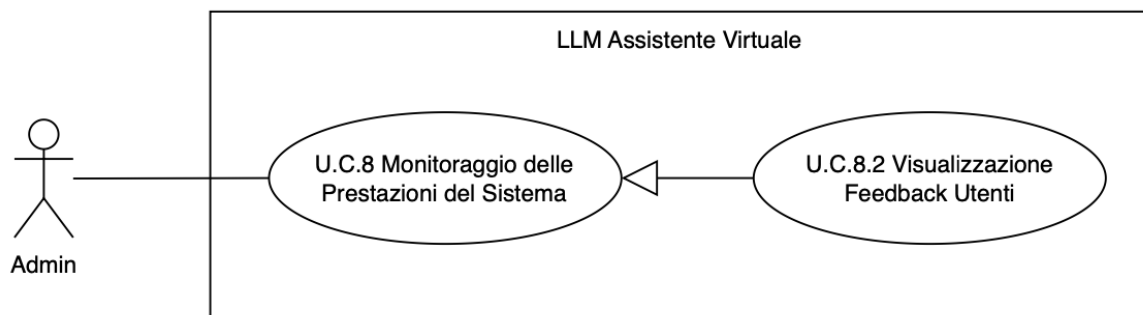 LLM Assistente Virtuale
U.C.8 Monitoraggio delle
Prestazioni del Sistema
U.C.8.2 Visualizzazione
Feedback Utenti
Admin